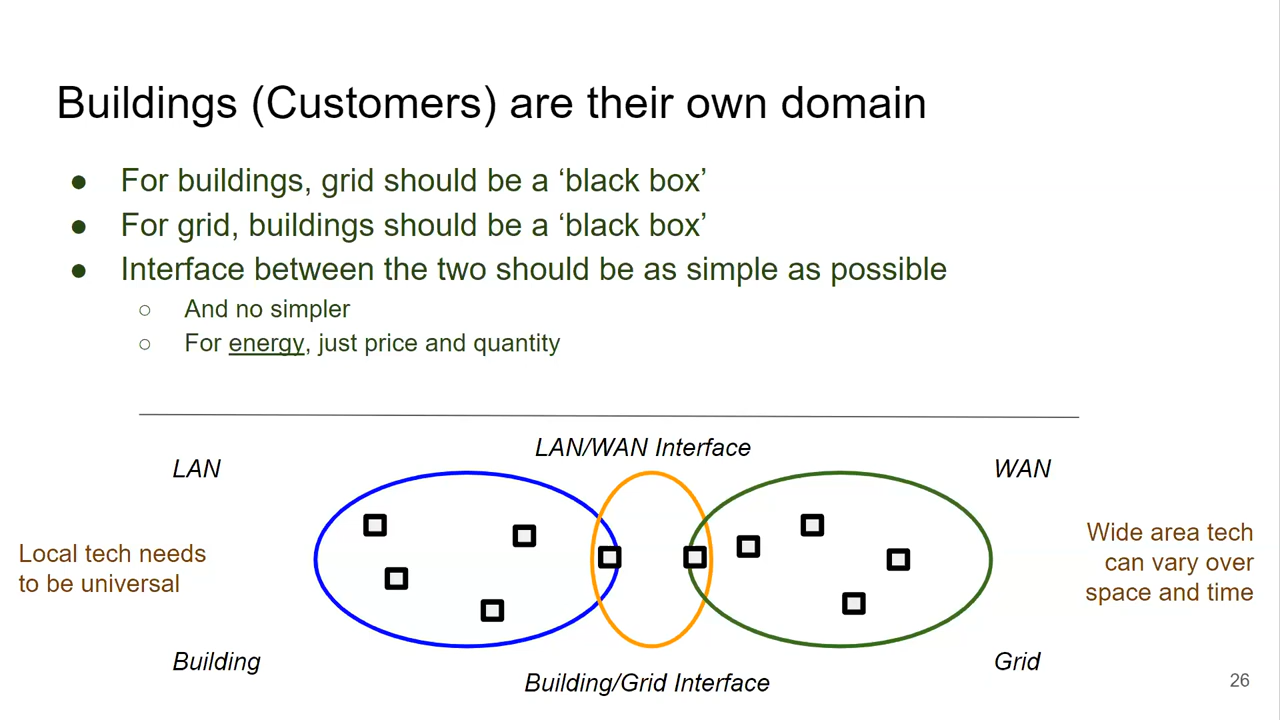 Buildings (Customers) are their own domain
● For buildings, grid should be a ‘black box’
● For grid, buildings should be a ‘black box’
● Interface between the two should be as simple as possible
○ And no simpler
○ For energy, just price and quantity
LAN/WAN Interface
LAN
WAN
Local tech needs
to be universal
Wide area tech
can vary over
space and time
Building
Grid
Building/Grid Interface
26